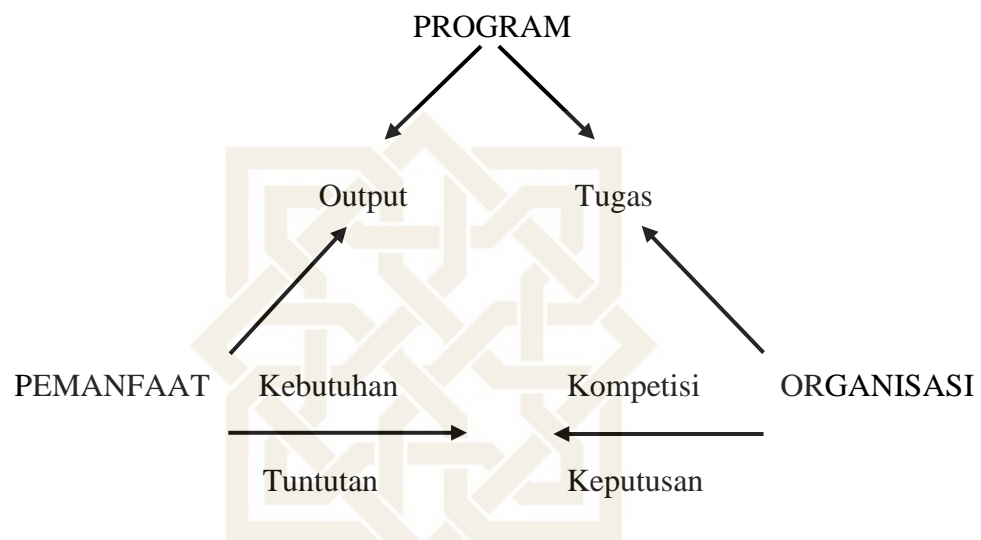 PROGRAM
Output Tugas
PEMANFAAT Kebutuhan Kompetisi ORGANISASI
Tuntutan Keputusan